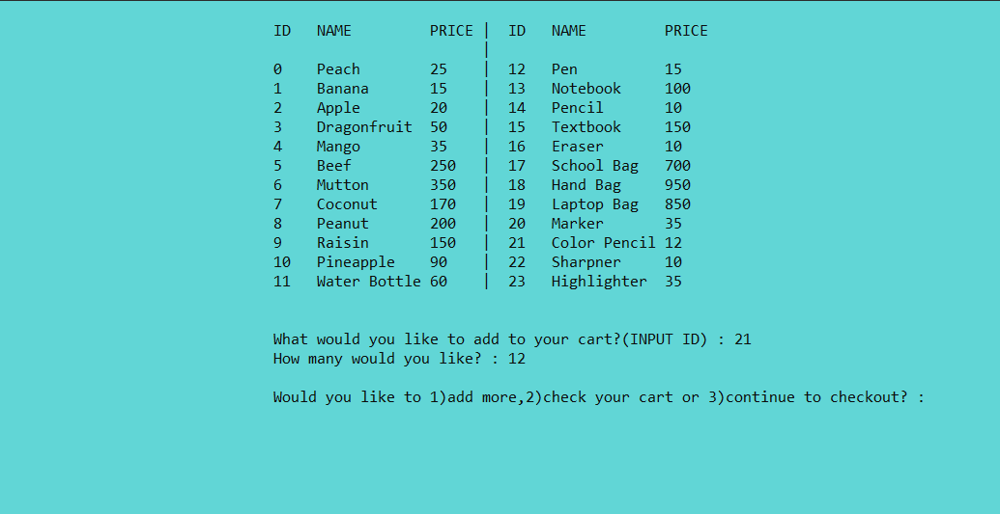 ID NAME PRICE | ID NAME PRICE
|
0 Peach 25 | 12 Pen 15
1 Banana 15 | 13 Notebook 100
2 Apple 20 | 14 Pencil 10
3 Dragonfruit 50 | 15 Textbook 150
4 Mango 35 | 16 Eraser 10
5 Beef 250 | 17 School Bag 700
6 Mutton 350 | 18 Hand Bag 950
7 Coconut 170 | 19 Laptop Bag 850
8 Peanut 200 | 20 Marker 35
9 Raisin 150 | 21 Color Pencil 12
10 Pineapple 90 | 22 Sharpner 10
11 Water Bottle 60 | 23 Highlighter 35
What would you like to add to your cart?(INPUT ID) : 21
How many would you like? : 12
Would you like to 1)add more,2)check your cart or 3)continue to checkout? :